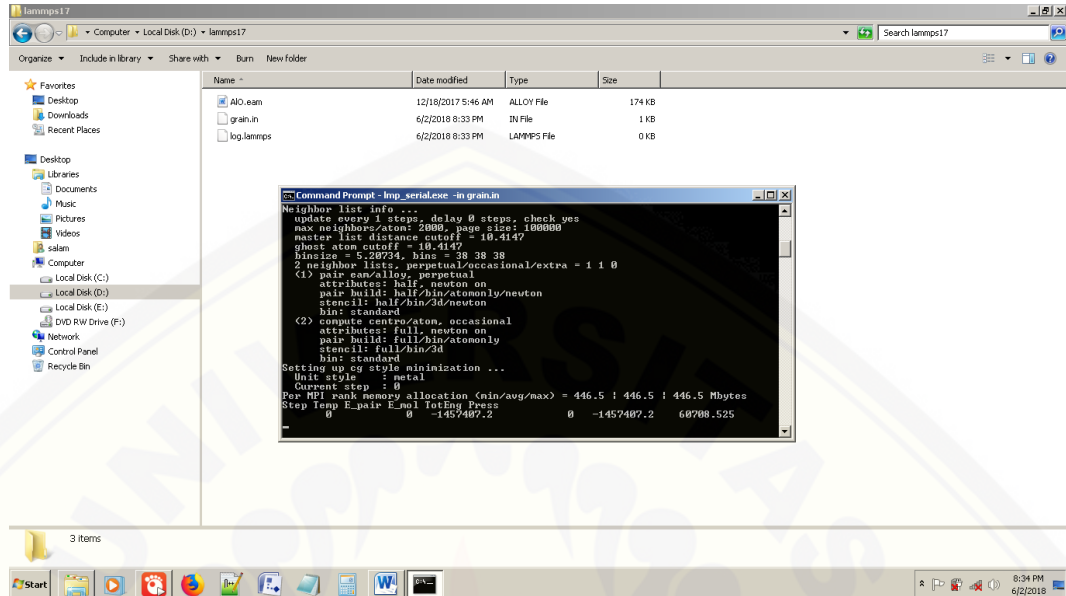 lammps17
Computer ▸ Local Disk (D:) ▸ lammps17
Search lammps17
Organize Include in library Share with Burn New folder
Favorites
Desktop
Downloads
Recent Places
Desktop
Libraries
Documents
Music
Pictures
Videos
salam
Computer
Local Disk (C:)
Local Disk (D:)
Local Disk (E:)
DVD RW Drive (F:)
Network
Control Panel
Recycle Bin
Name Date modified Type Size
AlO.eam 12/18/2017 5:46 AM ALLOY File 174 KB
grain.in 6/2/2018 8:33 PM IN File 1 KB
log.lammps 6/2/2018 8:33 PM LAMMPS File 0 KB
Command Prompt - lmp_serial.exe -in grain.in
Neighbor list info ...
update every 1 steps, delay 0 steps, check yes
max neighbors/atom: 2000, page size: 100000
master list distance cutoff = 10.4147
ghost atom cutoff = 10.4147
binsize = 5.20734, bins = 38 38 38
2 neighbor lists, perpetual/occasional/extra = 1 1 0
(1) pair eam/alloy, perpetual
attributes: half, newton on
pair build: half/bin/atomonly/newton
stencil: half/bin/3d/newton
bin: standard
(2) compute centro/atom, occasional
attributes: full, newton on
pair build: full/bin/atomonly
stencil: full/bin/3d
bin: standard
Setting up cg style minimization ...
Unit style : metal
Current step : 0
Per MPI rank memory allocation (min/avg/max) = 446.5 | 446.5 | 446.5 Mbytes
Step Temp E_pair E_mol TotEng Press
0 0 -1457407.2 0 -1457407.2 60708.525
3 items
Start
8:34 PM
6/2/2018
UNIVERSITAS